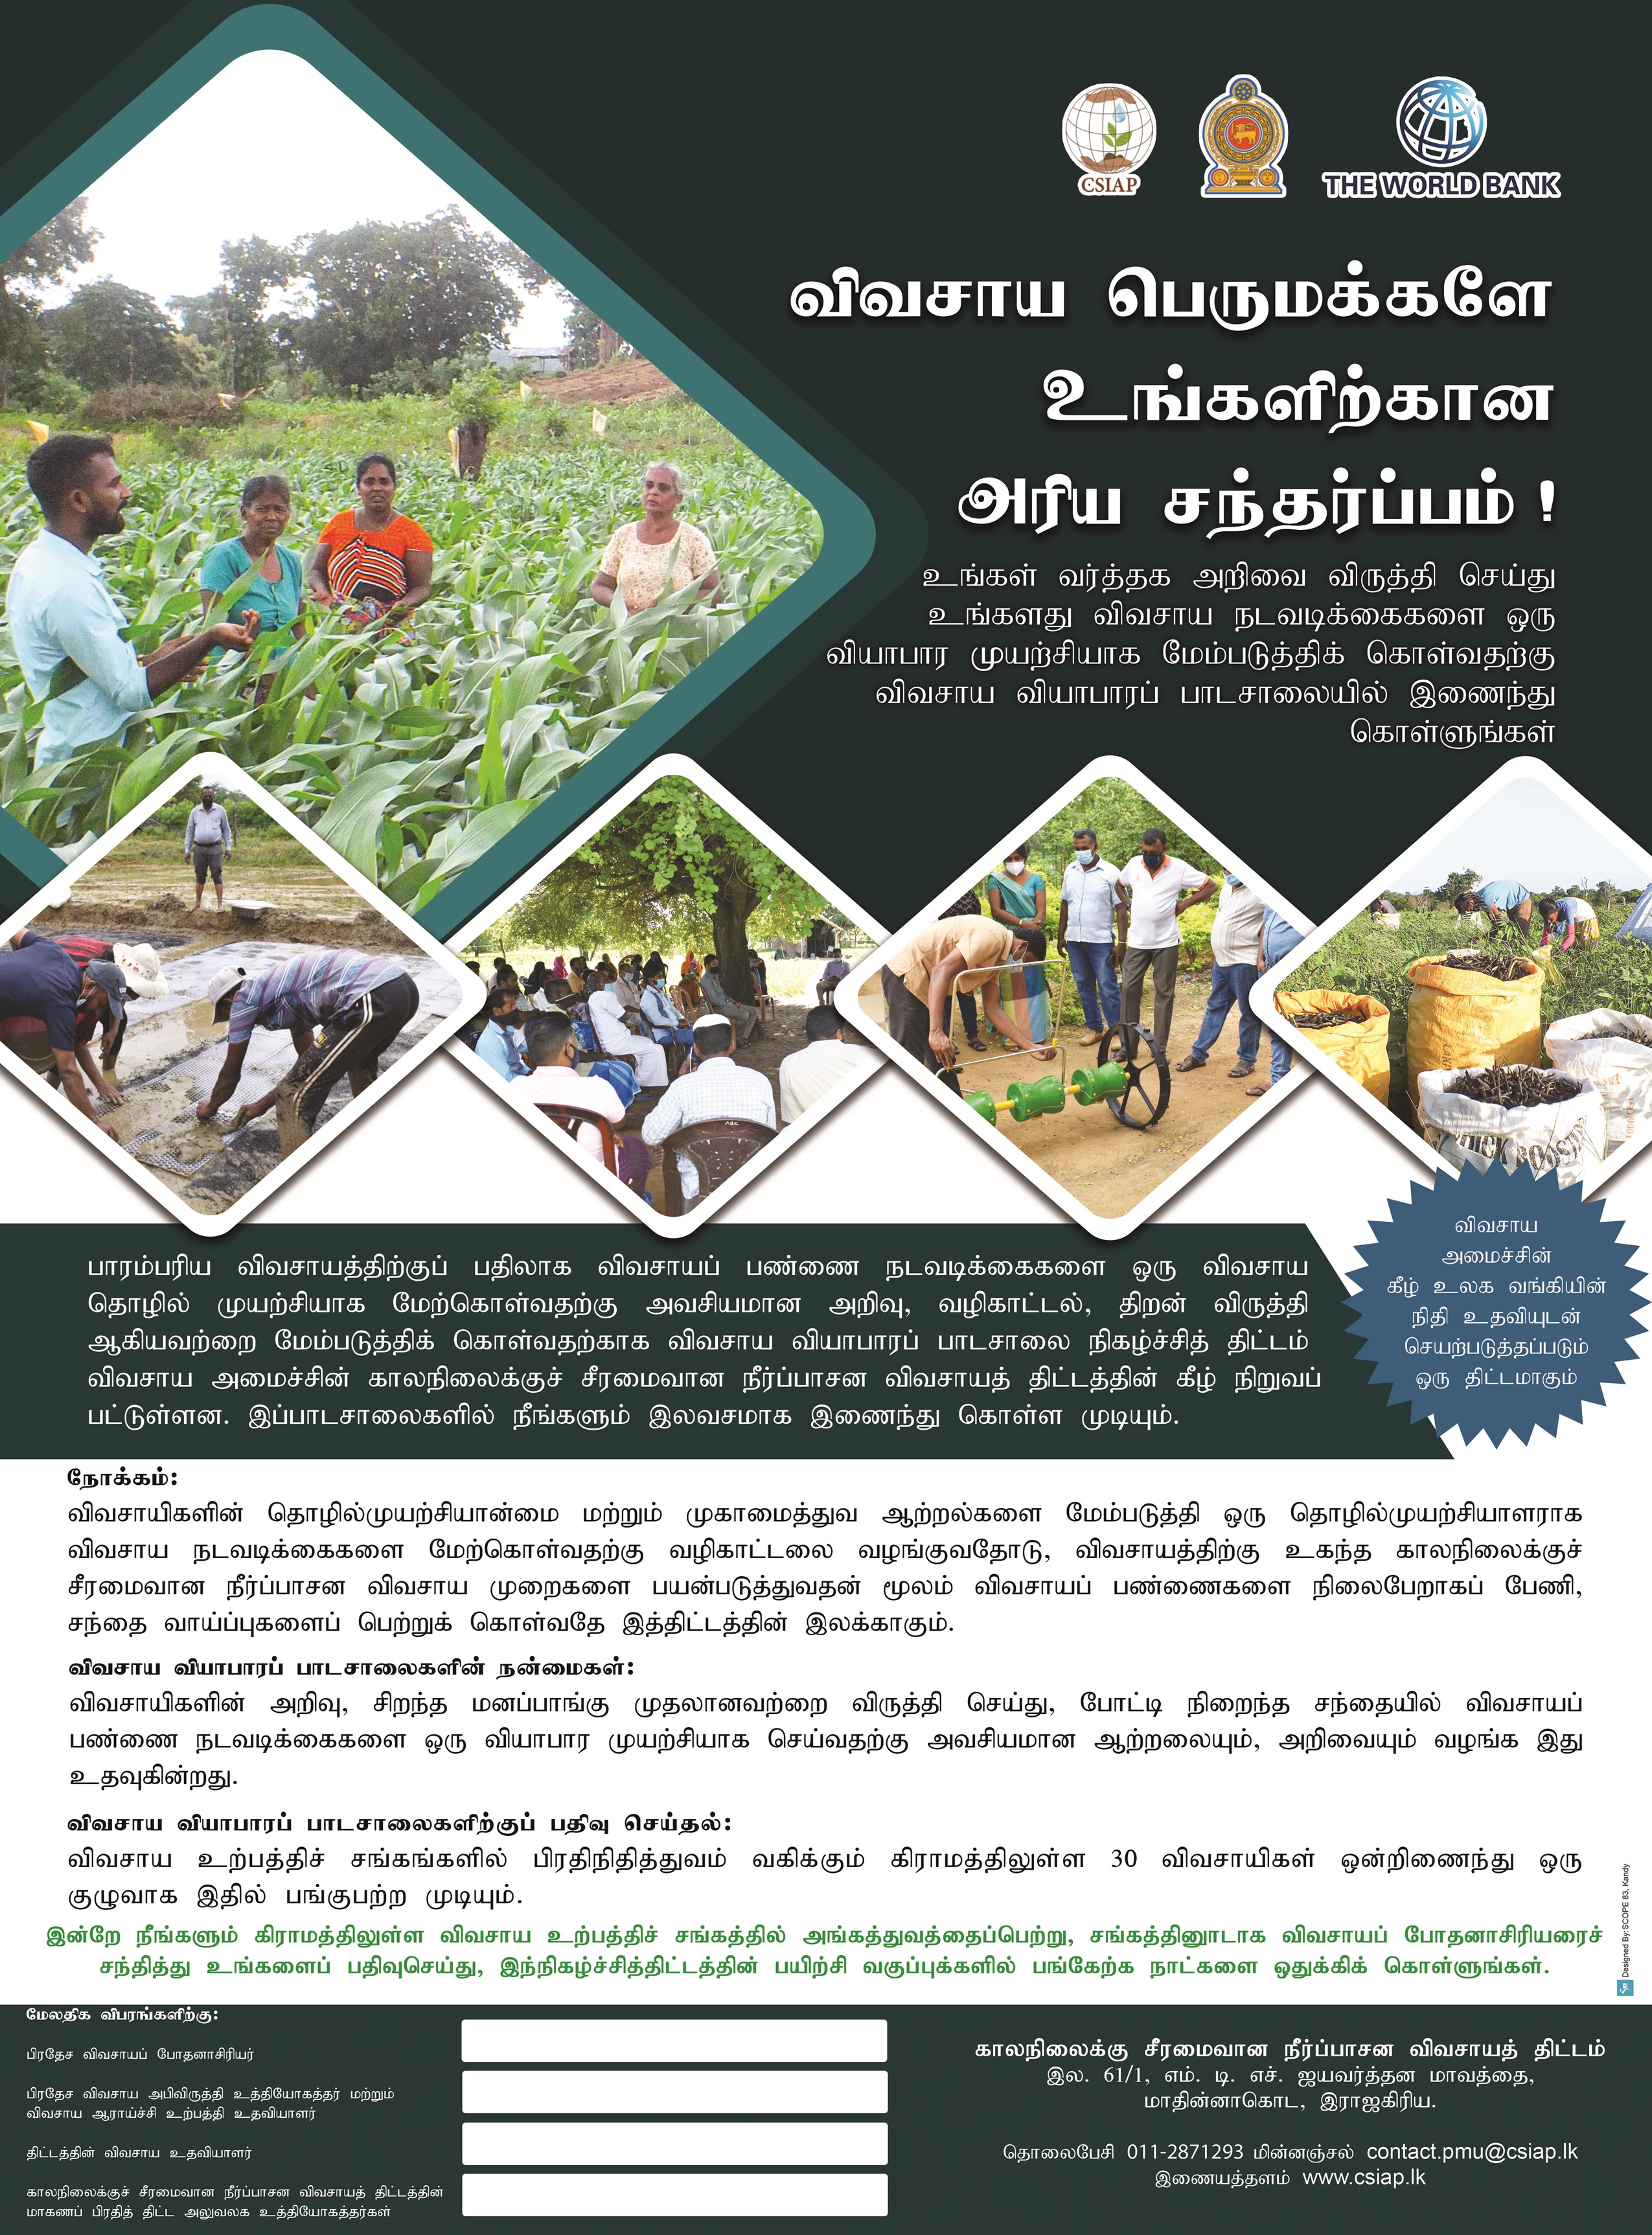 CSIAP
THE WORLD BANK
விவசாய பெருமக்களே
உங்களிற்கான
அரிய சந்தர்ப்பம் !
உங்கள் வர்த்தக அறிவை விருத்தி செய்து
உங்களது விவசாய நடவடிக்கைகளை ஒரு
வியாபார முயற்சியாக மேம்படுத்திக் கொள்வதற்கு
விவசாய வியாபாரப் பாடசாலையில் இணைந்து
கொள்ளுங்கள்
விவசாய
அமைச்சின்
கீழ் உலக வங்கியின்
நிதி உதவியுடன்
செயற்படுத்தப்படும்
ஒரு திட்டமாகும்
பாரம்பரிய விவசாயத்திற்குப் பதிலாக விவசாயப் பண்ணை நடவடிக்கைகளை ஒரு விவசாய
தொழில் முயற்சியாக மேற்கொள்வதற்கு அவசியமான அறிவு, வழிகாட்டல், திறன் விருத்தி
ஆகியவற்றை மேம்படுத்திக் கொள்வதற்காக விவசாய வியாபாரப் பாடசாலை நிகழ்ச்சித் திட்டம்
விவசாய அமைச்சின் காலநிலைக்குச் சீரமைவான நீர்ப்பாசன விவசாயத் திட்டத்தின் கீழ் நிறுவப்
பட்டுள்ளன. இப்பாடசாலைகளில் நீங்களும் இலவசமாக இணைந்து கொள்ள முடியும்.
நோக்கம்:
விவசாயிகளின் தொழில்முயற்சியான்மை மற்றும் முகாமைத்துவ ஆற்றல்களை மேம்படுத்தி ஒரு தொழில்முயற்சியாளராக
விவசாய நடவடிக்கைகளை மேற்கொள்வதற்கு வழிகாட்டலை வழங்குவதோடு, விவசாயத்திற்கு உகந்த காலநிலைக்குச்
சீரமைவான நீர்ப்பாசன விவசாய முறைகளை பயன்படுத்துவதன் மூலம் விவசாயப் பண்ணைகளை நிலைபேறாகப் பேணி,
சந்தை வாய்ப்புகளைப் பெற்றுக் கொள்வதே இத்திட்டத்தின் இலக்காகும்.
விவசாய வியாபாரப் பாடசாலைகளின் நன்மைகள்:
விவசாயிகளின் அறிவு, சிறந்த மனப்பாங்கு முதலானவற்றை விருத்தி செய்து, போட்டி நிறைந்த சந்தையில் விவசாயப்
பண்ணை நடவடிக்கைகளை ஒரு வியாபார முயற்சியாக செய்வதற்கு அவசியமான ஆற்றலையும், அறிவையும் வழங்க இது
உதவுகின்றது.
விவசாய வியாபாரப் பாடசாலைகளிற்குப் பதிவு செய்தல்:
விவசாய உற்பத்திச் சங்கங்களில் பிரதிநிதித்துவம் வகிக்கும் கிராமத்திலுள்ள 30 விவசாயிகள் ஒன்றிணைந்து ஒரு
குழுவாக இதில் பங்குபற்ற முடியும்.
இன்றே நீங்களும் கிராமத்திலுள்ள விவசாய உற்பத்திச் சங்கத்தில் அங்கத்துவத்தைப்பெற்று, சங்கத்தினூடாக விவசாயப் போதனாசிரியரைச்
சந்தித்து உங்களைப் பதிவுசெய்து, இந்நிகழ்ச்சித்திட்டத்தின் பயிற்சி வகுப்புக்களில் பங்கேற்க நாட்களை ஒதுக்கிக் கொள்ளுங்கள்.
Designed By: SCOPE 83, Kandy
மேலதிக விபரங்களிற்கு:
பிரதேச விவசாயப் போதனாசிரியர்
பிரதேச விவசாய அபிவிருத்தி உத்தியோகத்தர் மற்றும்
விவசாய ஆராய்ச்சி உற்பத்தி உதவியாளர்
திட்டத்தின் விவசாய உதவியாளர்
காலநிலைக்குச் சீரமைவான நீர்ப்பாசன விவசாயத் திட்டத்தின்
மாகணப் பிரதித் திட்ட அலுவலக உத்தியோகத்தர்கள்
காலநிலைக்கு சீரமைவான நீர்ப்பாசன விவசாயத் திட்டம்
இல. 61/1, எம். டி. எச். ஜயவர்த்தன மாவத்தை,
மாதின்னாகொட, இராஜகிரிய.
தொலைபேசி 011-2871293 மின்னஞ்சல் contact.pmu@csiap.lk
இணையத்தளம் www.csiap.lk